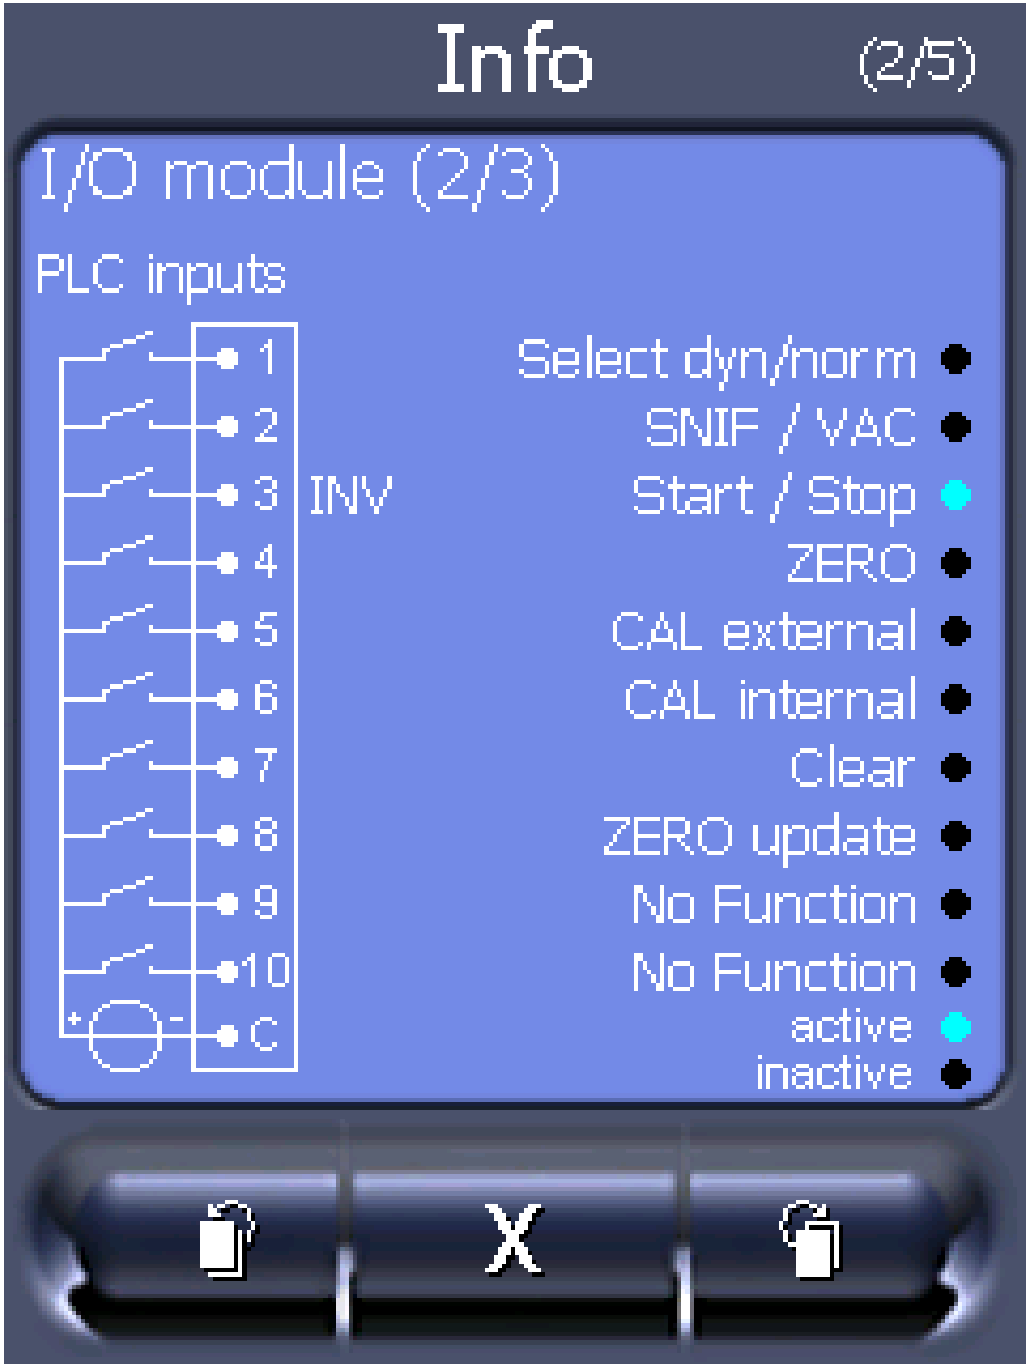 Info (2/5)
I/O module (2/3)
PLC inputs
1 Select dyn/norm
2 SNIF / VAC
3 INV Start / Stop
4 ZERO
5 CAL external
6 CAL internal
7 Clear
8 ZERO update
9 No Function
10 No Function
+ - C active
inactive
X